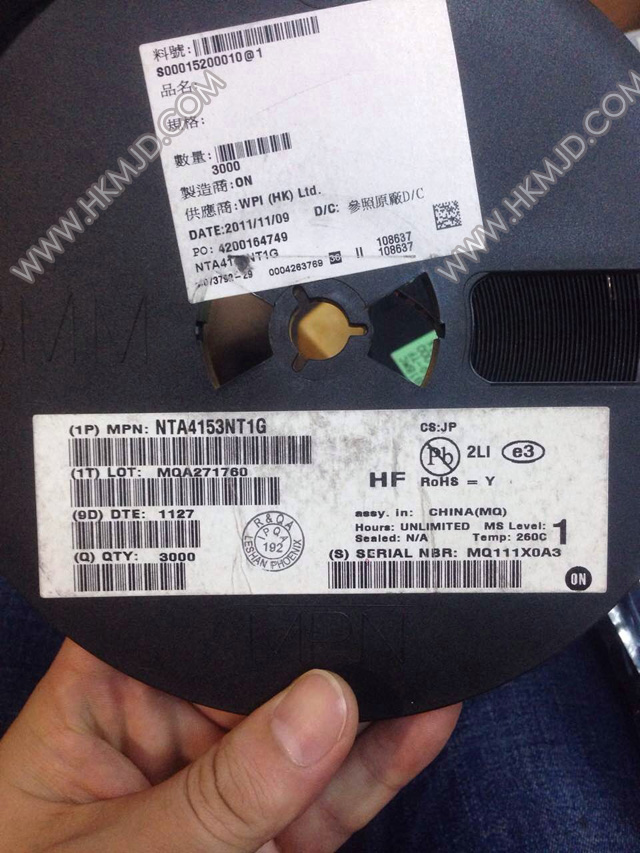 料號:
S00015200010@1
品名:
規格:
數量:
3000
製造商:ON
供應商:WPI (HK) Ltd.
DATE:2011/11/09 D/C: 參照原廠D/C
PO: 4200164749
108637
108637
0004263769 36 II
WWW.HKMJD.COM
WWW.HKMJD.COM
(1P) MPN: NTA4153NT1G
CS:JP
Pb 2LI e3
(1T) LOT: MQA271760
HF RoHS = Y
(9D) DTE: 1127
assy. in: CHINA(MQ)
Hours: UNLIMITED MS Level: 1
Sealed: N/A Temp: 260C
R&QA
IPQA
192
LESHAN PHOENIX
(Q) QTY: 3000
(S) SERIAL NBR: MQ111X0A3
ON